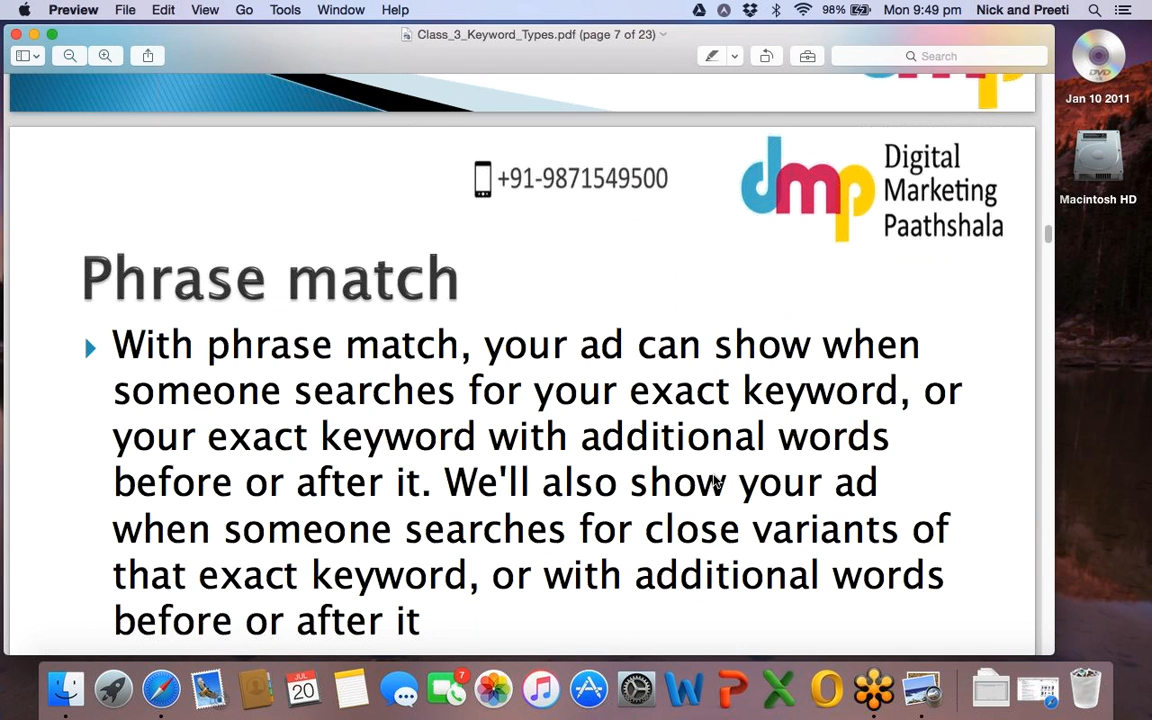 Preview File Edit View Go Tools Window Help 98% Mon 9:49 pm Nick and Preeti
Class_3_Keyword_Types.pdf (page 7 of 23)
Search
Jan 10 2011
Macintosh HD
+91-9871549500
dmp
Digital
Marketing
Paathshala
Phrase match
With phrase match, your ad can show when
someone searches for your exact keyword, or
your exact keyword with additional words
before or after it. We'll also show your ad
when someone searches for close variants of
that exact keyword, or with additional words
before or after it
JUL
20
7